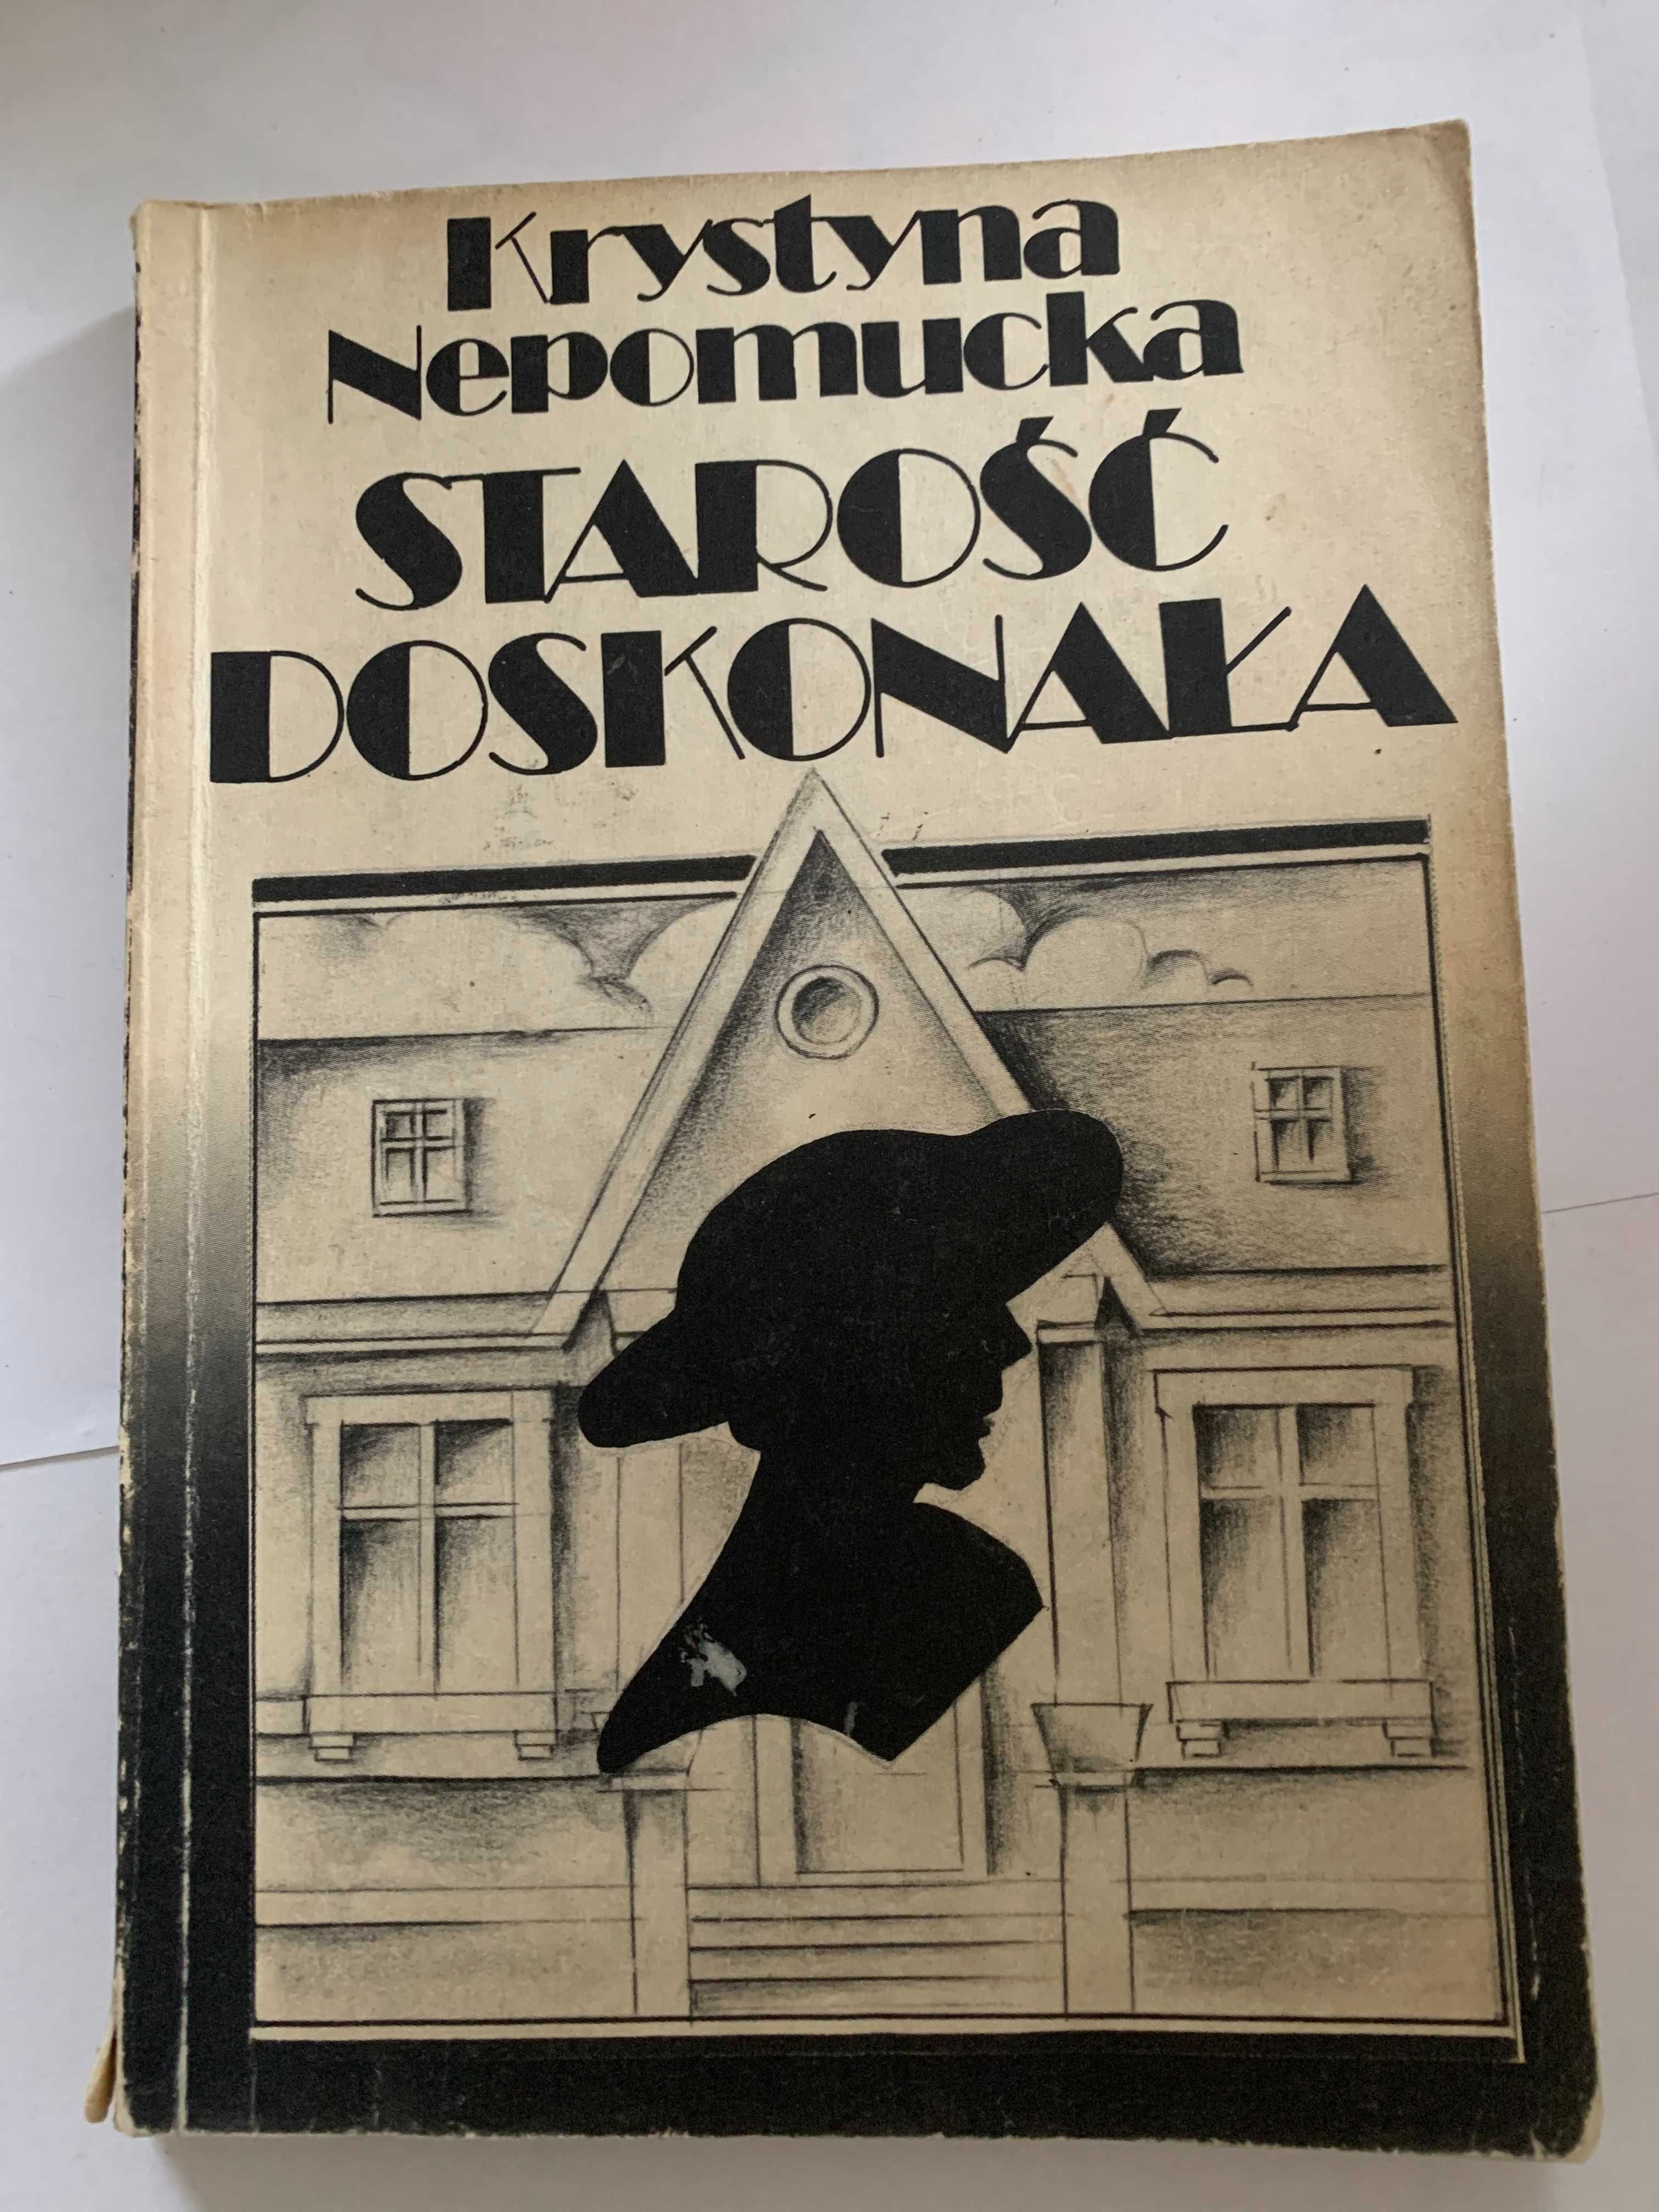 Krystyna
Nepomucka
STAROŚĆ
DOSKONAŁA